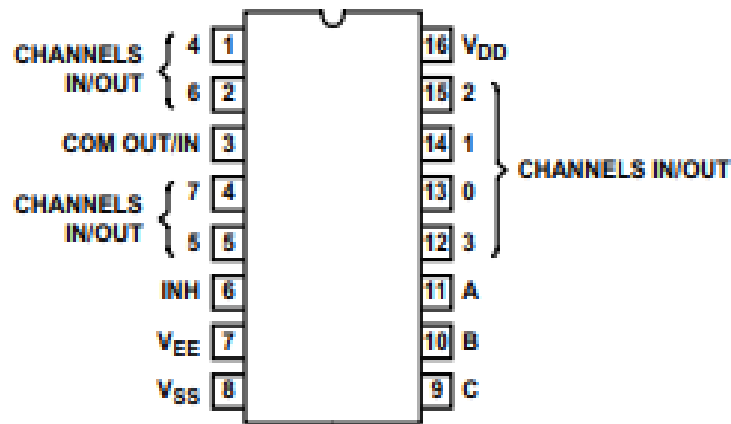 CHANNELS IN/OUT
4 1
6 2
COM OUT/IN 3
CHANNELS IN/OUT
7 4
5 5
INH 6
VEE 7
VSS 8
16 VDD
15 2
14 1
13 0
12 3
CHANNELS IN/OUT
11 A
10 B
9 C